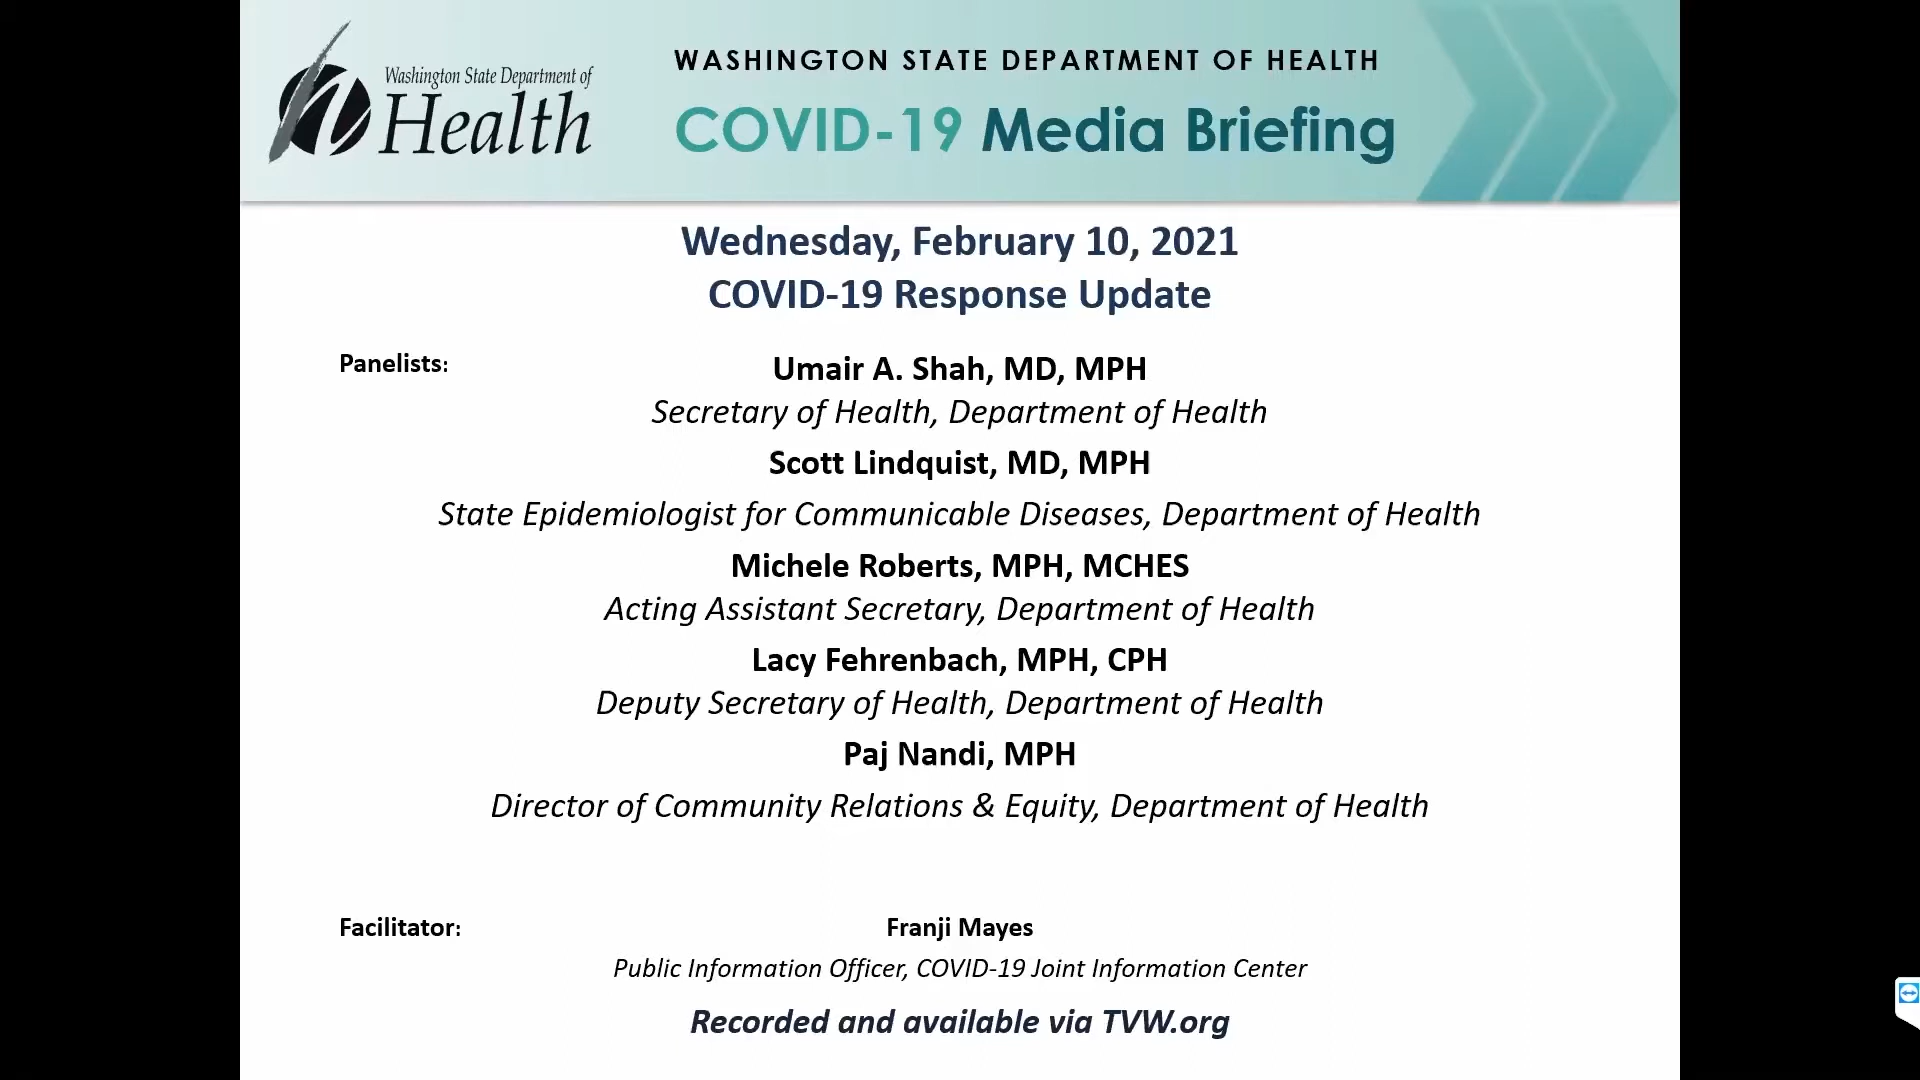 Washington State Department of
Health
WASHINGTON STATE DEPARTMENT OF HEALTH
COVID-19 Media Briefing
Wednesday, February 10, 2021
COVID-19 Response Update
Panelists:
Umair A. Shah, MD, MPH
Secretary of Health, Department of Health
Scott Lindquist, MD, MPH
State Epidemiologist for Communicable Diseases, Department of Health
Michele Roberts, MPH, MCHES
Acting Assistant Secretary, Department of Health
Lacy Fehrenbach, MPH, CPH
Deputy Secretary of Health, Department of Health
Paj Nandi, MPH
Director of Community Relations & Equity, Department of Health
Facilitator:
Franji Mayes
Public Information Officer, COVID-19 Joint Information Center
Recorded and available via TVW.org